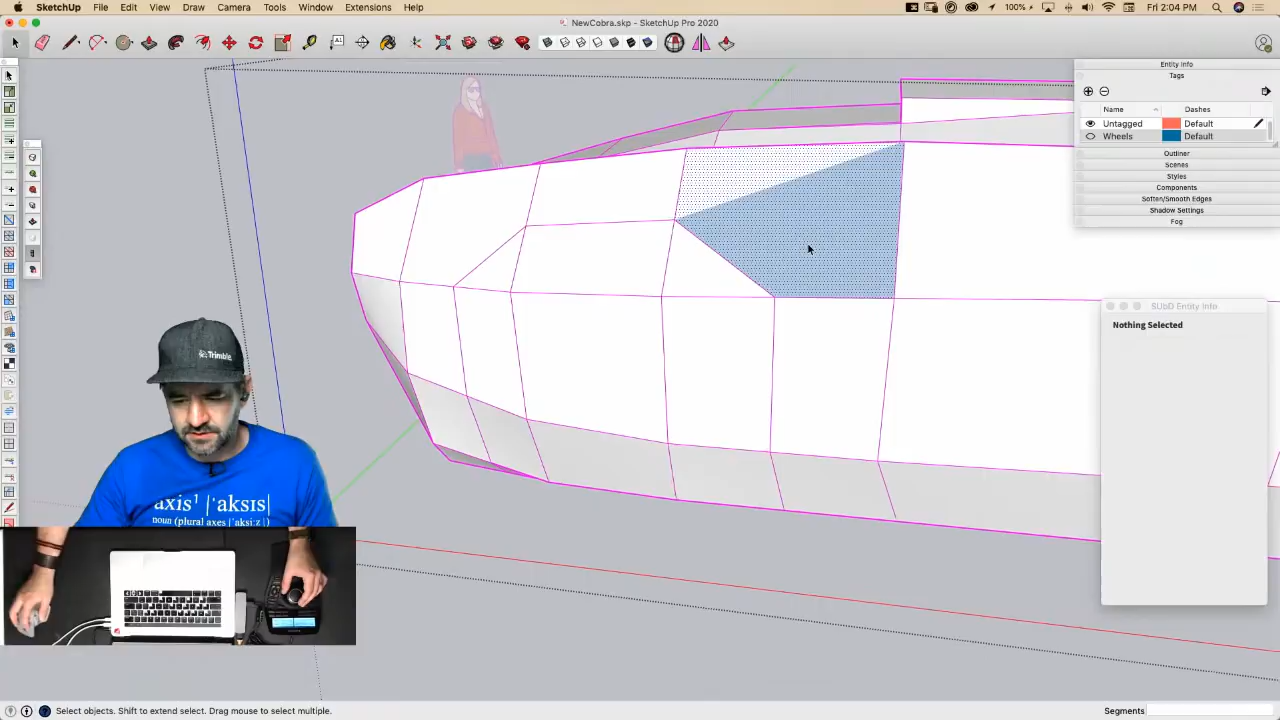 SketchUp File Edit View Draw Camera Tools Window Extensions Help
100% Fri 2:04 PM
NewCobra.skp - SketchUp Pro 2020
Entity Info
Tags
Name Dashes
Untagged Default
Wheels Default
Outliner
Scenes
Styles
Components
Soften/Smooth Edges
Shadow Settings
Fog
SUbD Entity Info
Nothing Selected
Trimble
axis¹ |ˈaksɪs|
noun (plural axes |ˈaksiːz|)
Select objects. Shift to extend select. Drag mouse to select multiple.
Segments